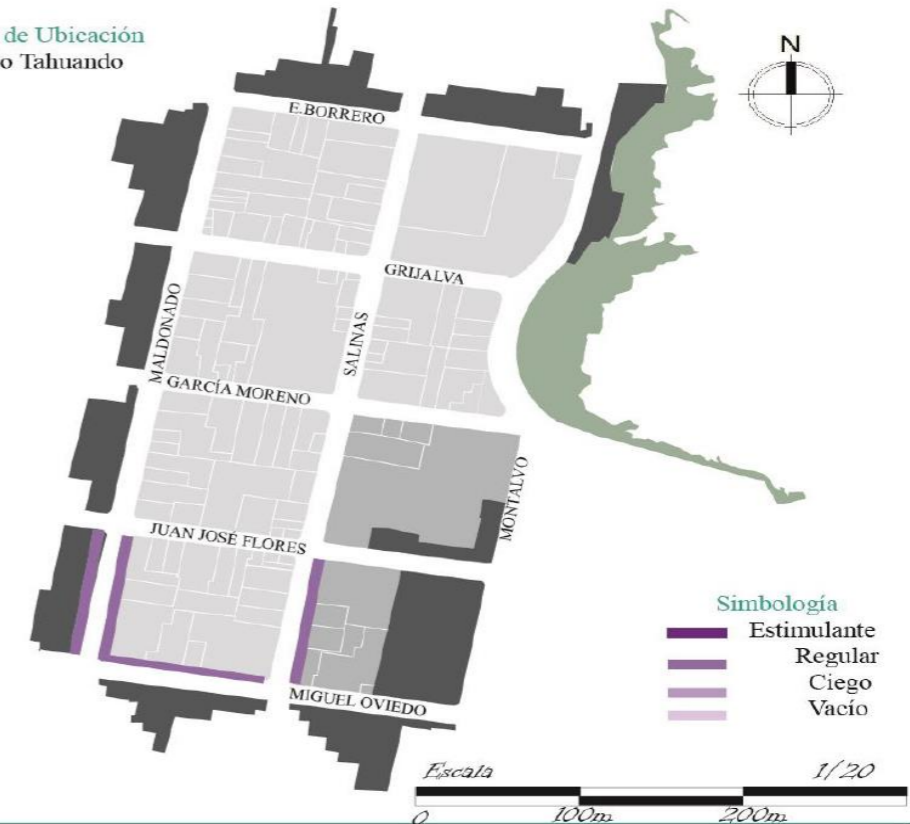 de Ubicación
o Tahuando
N
E.BORRERO
GRIJALVA
MALDONADO
SALINAS
GARCÍA MORENO
MONTALVO
JUAN JOSÉ FLORES
MIGUEL OVIEDO
Simbología
Estimulante
Regular
Ciego
Vacío
Escala 1/20
0 100m 200m